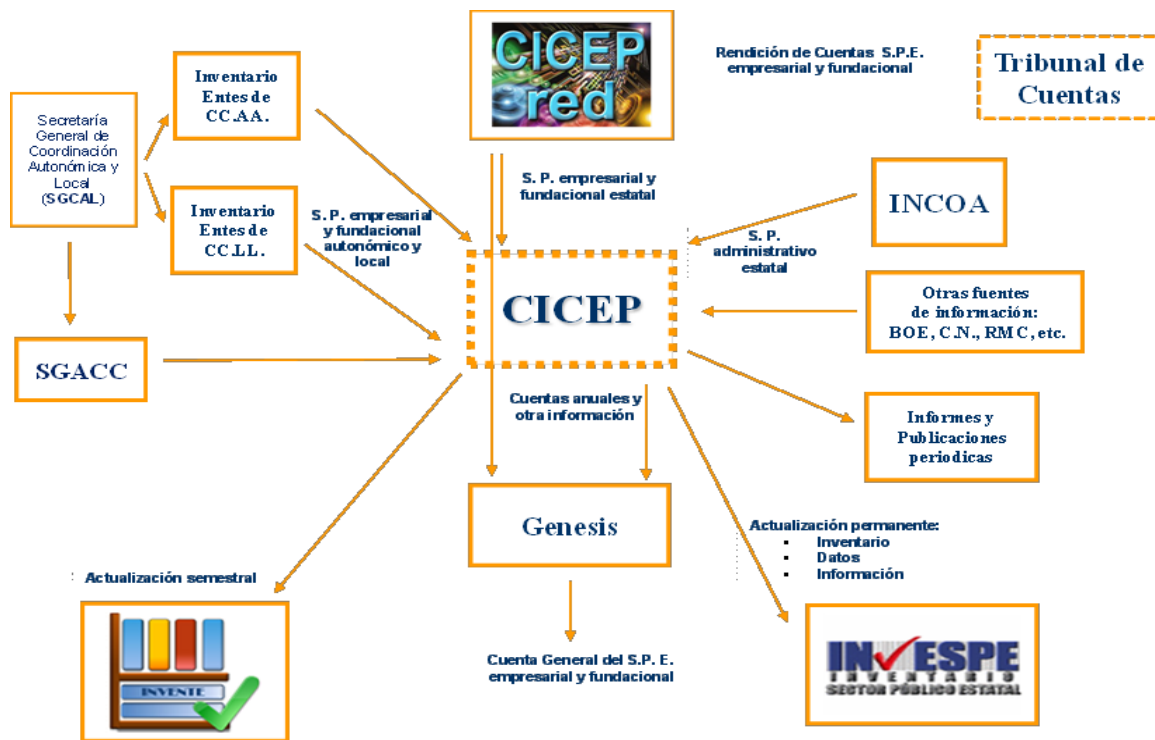 CICEP
red
Rendición de Cuentas S.P.E.
empresarial y fundacional
Tribunal de
Cuentas
Inventario
Entes de
CC.AA.
Secretaría
General de
Coordinación
Autonómica y
Local
(SGCAL)
Inventario
Entes de
CC.LL.
S. P. empresarial
y fundacional
autonómico y
local
S. P. empresarial y
fundacional estatal
INCOA
S. P.
administrativo
estatal
CICEP
Otras fuentes
de información:
BOE, C.N., RMC, etc.
SGACC
Cuentas anuales y
otra información
Informes y
Publicaciones
periodicas
Genesis
Actualización permanente:
▪ Inventario
▪ Datos
▪ Información
: Actualización semestral
INVENTE
Cuenta General del S.P. E.
empresarial y fundacional
INVESPE
INVENTARIO
SECTOR PÚBLICO ESTATAL